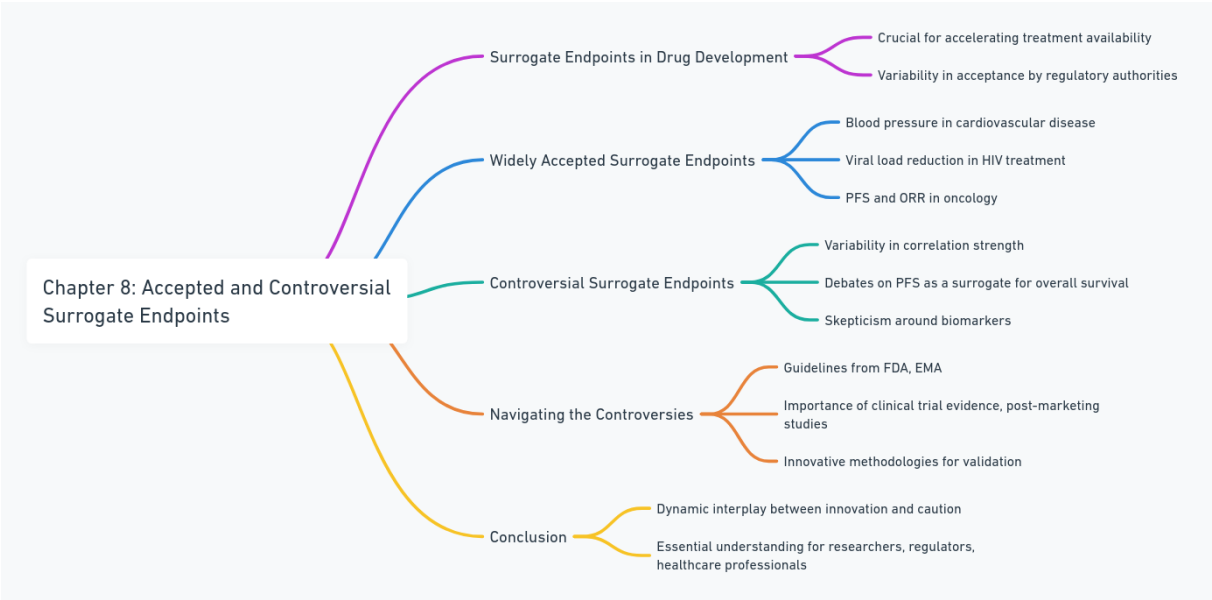 Chapter 8: Accepted and Controversial
Surrogate Endpoints
Surrogate Endpoints in Drug Development
Crucial for accelerating treatment availability
Variability in acceptance by regulatory authorities
Widely Accepted Surrogate Endpoints
Blood pressure in cardiovascular disease
Viral load reduction in HIV treatment
PFS and ORR in oncology
Controversial Surrogate Endpoints
Variability in correlation strength
Debates on PFS as a surrogate for overall survival
Skepticism around biomarkers
Navigating the Controversies
Guidelines from FDA, EMA
Importance of clinical trial evidence, post-marketing
studies
Innovative methodologies for validation
Conclusion
Dynamic interplay between innovation and caution
Essential understanding for researchers, regulators,
healthcare professionals